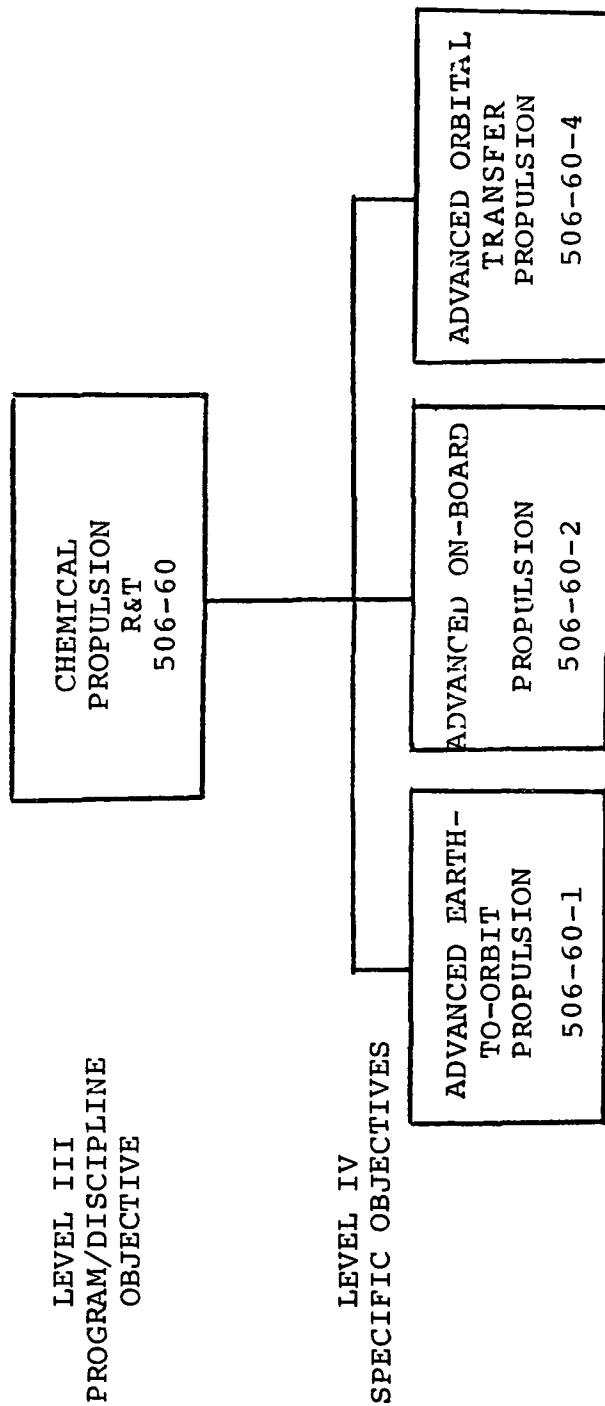 LEVEL III
PROGRAM/DISCIPLINE
OBJECTIVE
CHEMICAL
PROPULSION
R&T
506-60
LEVEL IV
SPECIFIC OBJECTIVES
ADVANCED EARTH-
TO-ORBIT
PROPULSION
506-60-1
ADVANCED ON-BOARD
PROPULSION
506-60-2
ADVANCED ORBITAL
TRANSFER
PROPULSION
506-60-4